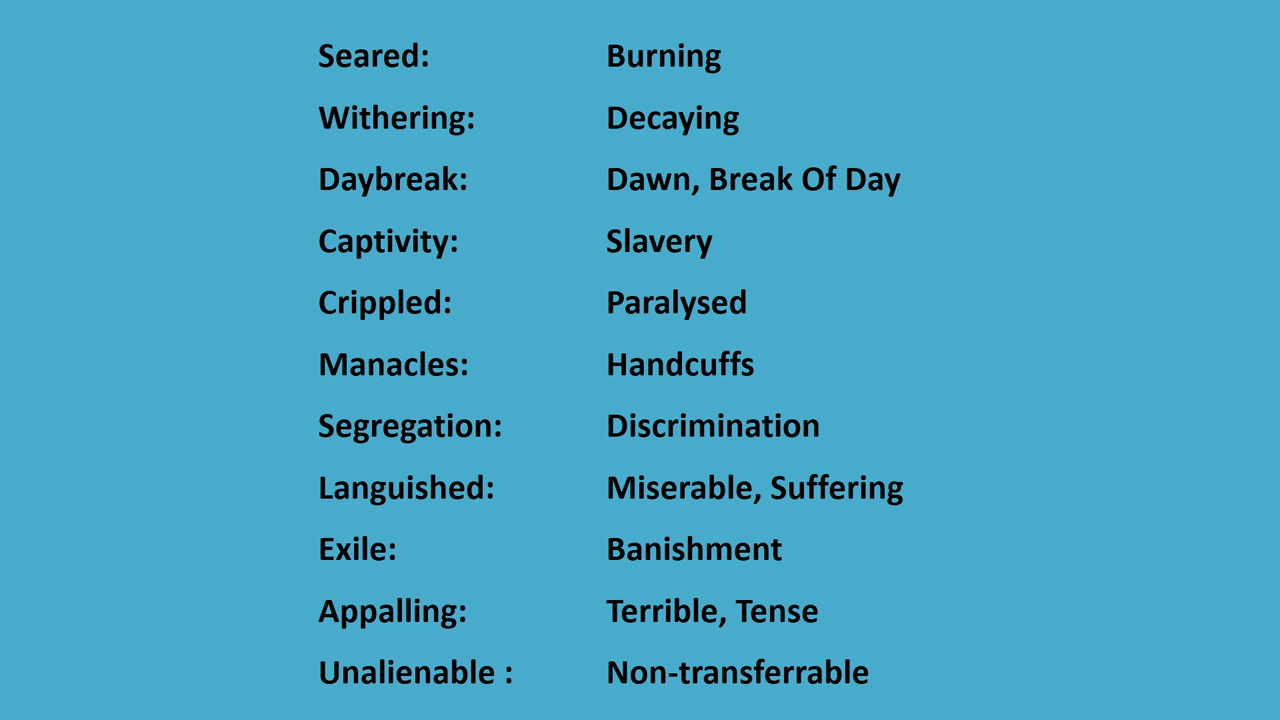 Seared: Burning
Withering: Decaying
Daybreak: Dawn, Break Of Day
Captivity: Slavery
Crippled: Paralysed
Manacles: Handcuffs
Segregation: Discrimination
Languished: Miserable, Suffering
Exile: Banishment
Appalling: Terrible, Tense
Unalienable : Non-transferrable